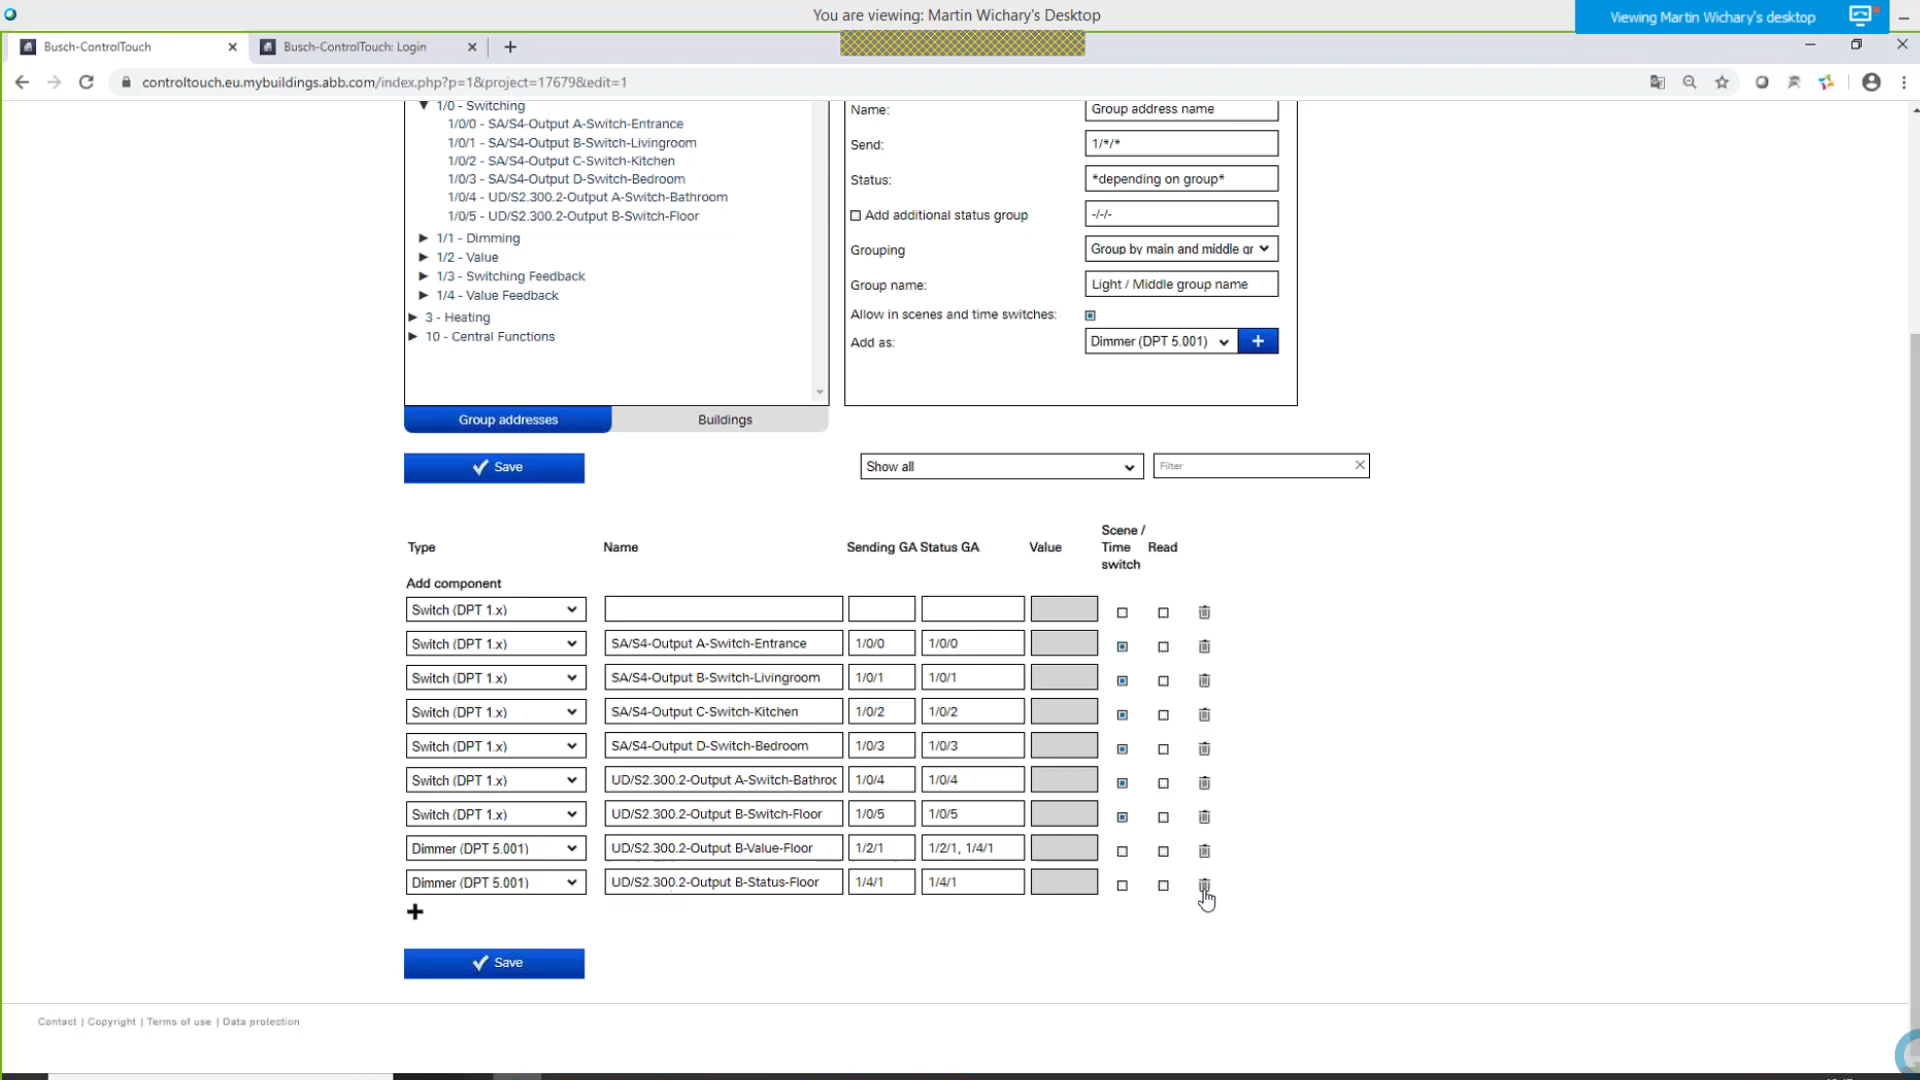 You are viewing: Martin Wichary's Desktop
Viewing Martin Wichary's desktop
Busch-ControlTouch
Busch-ControlTouch: Login
controltouch.eu.mybuildings.abb.com/index.php?p=1&project=17679&edit=1
1/0 - Switching
1/0/0 - SA/S4-Output A-Switch-Entrance
1/0/1 - SA/S4-Output B-Switch-Livingroom
1/0/2 - SA/S4-Output C-Switch-Kitchen
1/0/3 - SA/S4-Output D-Switch-Bedroom
1/0/4 - UD/S2.300.2-Output A-Switch-Bathroom
1/0/5 - UD/S2.300.2-Output B-Switch-Floor
1/1 - Dimming
1/2 - Value
1/3 - Switching Feedback
1/4 - Value Feedback
3 - Heating
10 - Central Functions
Group addresses
Buildings
Name: Group address name
Send: 1/*/*
Status: *depending on group*
Add additional status group -/-/-
Grouping Group by main and middle gr
Group name: Light / Middle group name
Allow in scenes and time switches:
Add as: Dimmer (DPT 5.001) +
Save
Show all
Filter
Type Name Sending GA Status GA Value Scene / Time switch Read
Add component
Switch (DPT 1.x)
Switch (DPT 1.x) SA/S4-Output A-Switch-Entrance 1/0/0 1/0/0
Switch (DPT 1.x) SA/S4-Output B-Switch-Livingroom 1/0/1 1/0/1
Switch (DPT 1.x) SA/S4-Output C-Switch-Kitchen 1/0/2 1/0/2
Switch (DPT 1.x) SA/S4-Output D-Switch-Bedroom 1/0/3 1/0/3
Switch (DPT 1.x) UD/S2.300.2-Output A-Switch-Bathroo 1/0/4 1/0/4
Switch (DPT 1.x) UD/S2.300.2-Output B-Switch-Floor 1/0/5 1/0/5
Dimmer (DPT 5.001) UD/S2.300.2-Output B-Value-Floor 1/2/1 1/2/1, 1/4/1
Dimmer (DPT 5.001) UD/S2.300.2-Output B-Status-Floor 1/4/1 1/4/1
Save
Contact | Copyright | Terms of use | Data protection